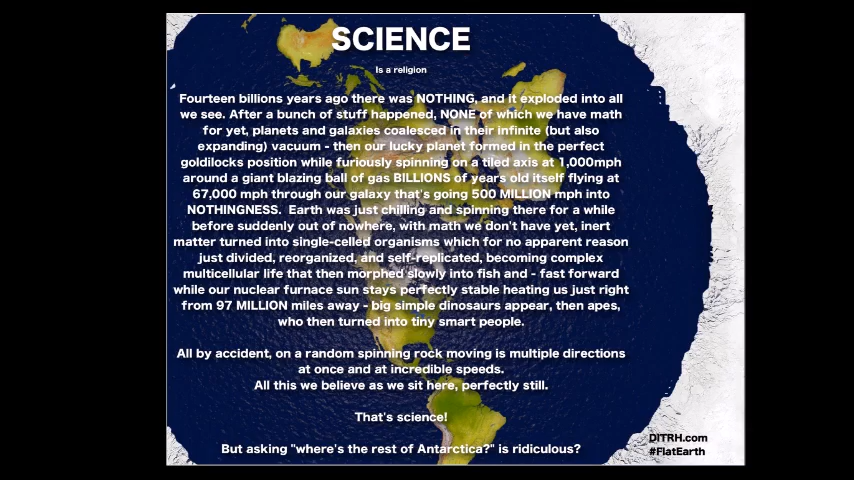 SCIENCE
Is a religion
Fourteen billions years ago there was NOTHING, and it exploded into all
we see. After a bunch of stuff happened, NONE of which we have math
for yet, planets and galaxies coalesced in their infinite (but also
expanding) vacuum - then our lucky planet formed in the perfect
goldilocks position while furiously spinning on a tiled axis at 1,000mph
around a giant blazing ball of gas BILLIONS of years old itself flying at
67,000 mph through our galaxy that's going 500 MILLION mph into
NOTHINGNESS. Earth was just chilling and spinning there for a while
before suddenly out of nowhere, with math we don't have yet, inert
matter turned into single-celled organisms which for no apparent reason
just divided, reorganized, and self-replicated, becoming complex
multicellular life that then morphed slowly into fish and - fast forward
while our nuclear furnace sun stays perfectly stable heating us just right
from 97 MILLION miles away - big simple dinosaurs appear, then apes,
who then turned into tiny smart people.
All by accident, on a random spinning rock moving is multiple directions
at once and at incredible speeds.
All this we believe as we sit here, perfectly still.
That's science!
But asking "where's the rest of Antarctica?" is ridiculous?
DITRH.com
#FlatEarth